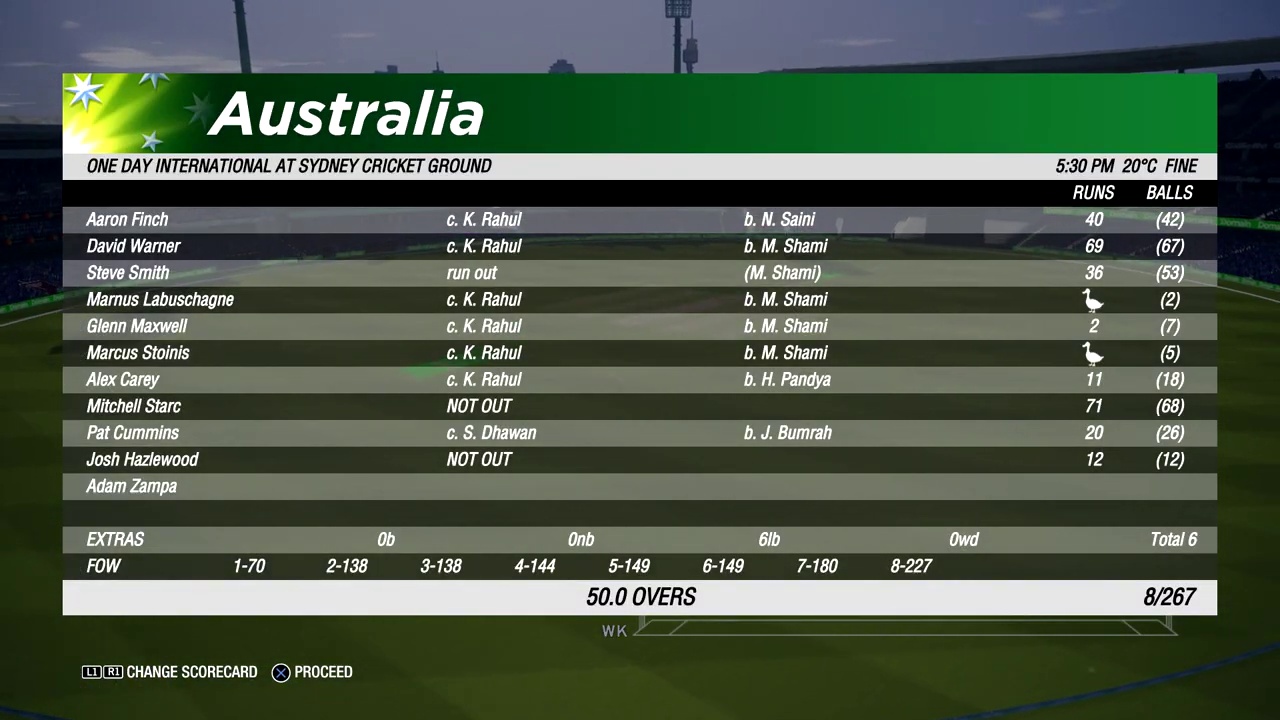 Australia
ONE DAY INTERNATIONAL AT SYDNEY CRICKET GROUND 5:30 PM 20°C FINE
RUNS BALLS
Aaron Finch c. K. Rahul b. N. Saini 40 (42)
David Warner c. K. Rahul b. M. Shami 69 (67)
Steve Smith run out (M. Shami) 36 (53)
Marnus Labuschagne c. K. Rahul b. M. Shami (2)
Glenn Maxwell c. K. Rahul b. M. Shami 2 (7)
Marcus Stoinis c. K. Rahul b. M. Shami (5)
Alex Carey c. K. Rahul b. H. Pandya 11 (18)
Mitchell Starc NOT OUT 71 (68)
Pat Cummins c. S. Dhawan b. J. Bumrah 20 (26)
Josh Hazlewood NOT OUT 12 (12)
Adam Zampa
EXTRAS 0b 0nb 6lb 0wd Total 6
FOW 1-70 2-138 3-138 4-144 5-149 6-149 7-180 8-227
50.0 OVERS 8/267
WK
L1 R1 CHANGE SCORECARD PROCEED